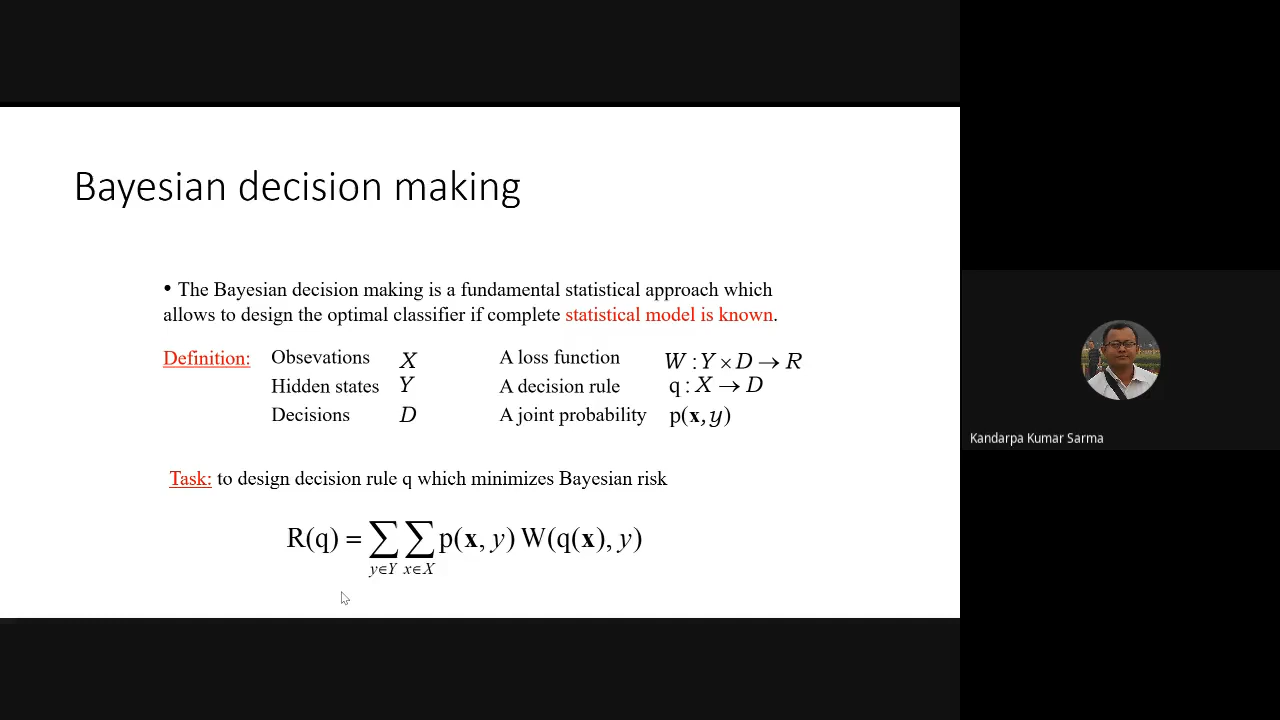 Bayesian decision making
• The Bayesian decision making is a fundamental statistical approach which
allows to design the optimal classifier if complete statistical model is known.
Definition: Obsevations X A loss function W : Y × D → R
Hidden states Y A decision rule q : X → D
Decisions D A joint probability p(x, y)
Task: to design decision rule q which minimizes Bayesian risk
R(q) = ∑ ∑ p(x, y) W(q(x), y)
y∈Y x∈X
Kandarpa Kumar Sarma